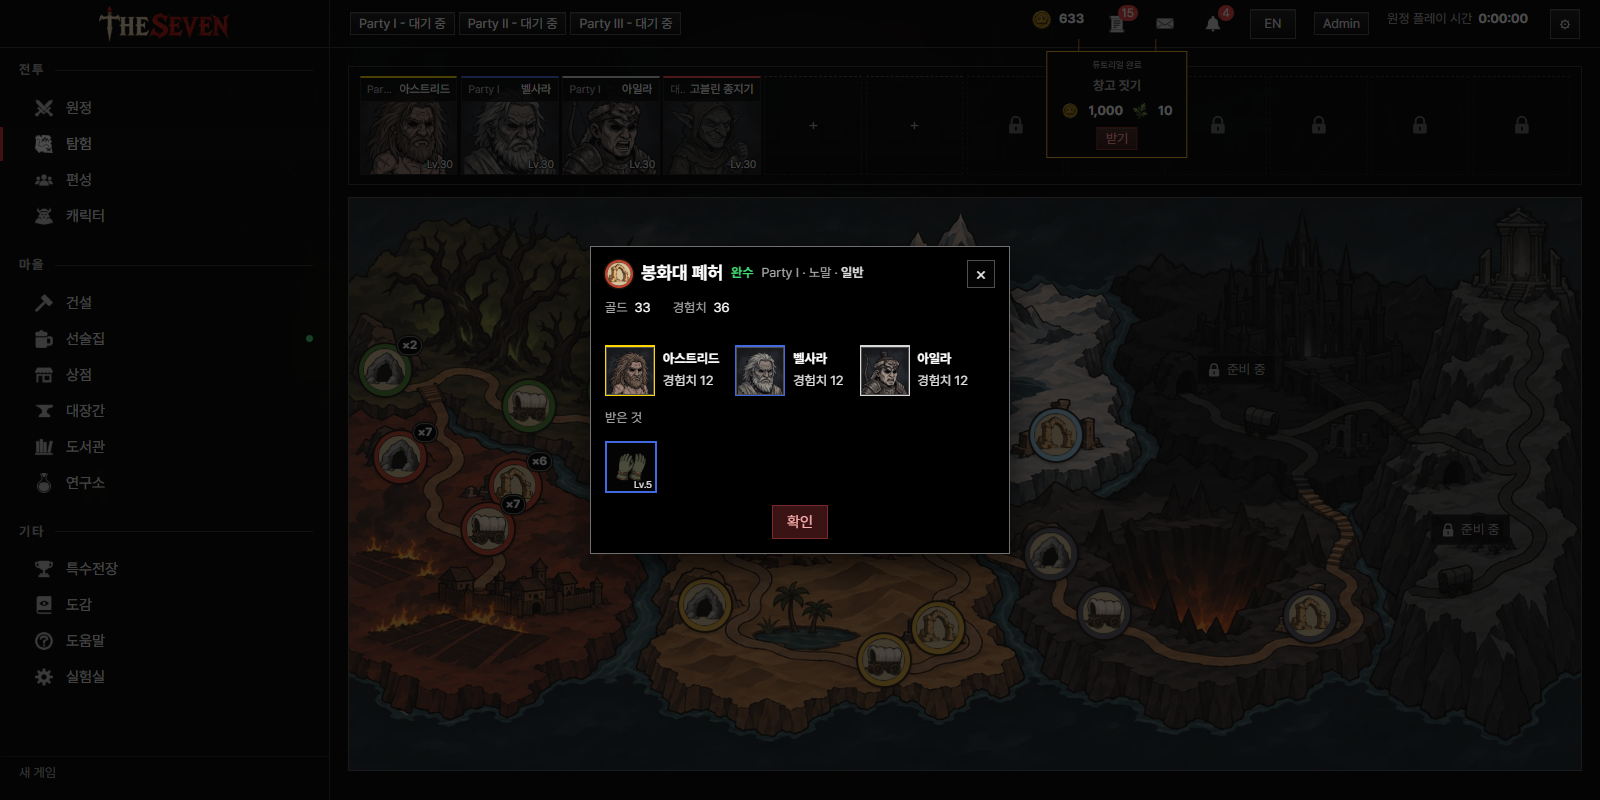 THE SEVEN
Party I - 대기 중
Party II - 대기 중
Party III - 대기 중
633
15
4
EN
Admin
원정 플레이 시간 0:00:00
전투
원정
탐험
편성
캐릭터
마을
건설
선술집
상점
대장간
도서관
연구소
기타
특수전장
도감
도움말
실험실
새 게임
Par... 아스트리드
Lv.30
Party I 벨사라
Lv.30
Party I 아일라
Lv.30
대.. 고블린 종지기
Lv.30
+
+
튜토리얼 완료
창고 짓기
1,000 10
받기
×2
×7
×6
×7
준비 중
준비 중
봉화대 폐허 완수 Party I · 노말 · 일반
×
골드 33 경험치 36
아스트리드
경험치 12
벨사라
경험치 12
아일라
경험치 12
받은 것
Lv.5
확인